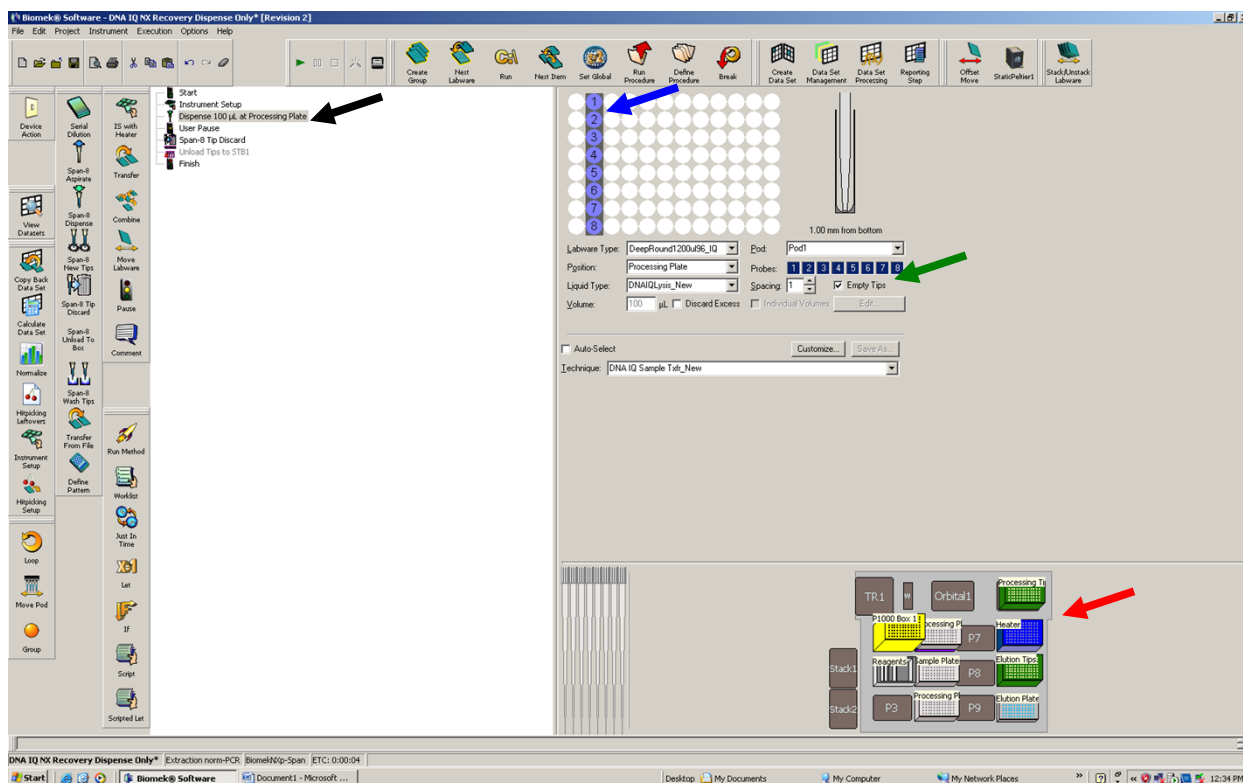 Biomek® Software - DNA IQ NX Recovery Dispense Only* [Revision 2]
File Edit Project Instrument Execution Options Help
Create Group
Next Labware
Run
Next Item
Set Global
Run Procedure
Define Procedure
Break
Create Data Set
Data Set Management
Data Set Processing
Reporting Step
Offset Move
StaticPeltier1
Stack/Unstack Labware
Device Action
View Datasets
Copy Back Data Set
Calculate Data Set
Normalize
Hitpicking Leftovers
Instrument Setup
Hitpicking Setup
Loop
Move Pod
Group
Serial Dilution
Span-8 Aspirate
Span-8 Dispense
Span-8 New Tips
Span-8 Tip Discard
Span-8 Unload To Box
Span-8 Wash Tips
Transfer From File
Define Pattern
IS with Heater
Transfer
Combine
Move Labware
Pause
Comment
Run Method
Worklist
Just In Time
Let
If
Script
Scripted Let
Start
Instrument Setup
Dispense 100 µL at Processing Plate
User Pause
Span-8 Tip Discard
Unload Tips to STB1
Finish
1
2
3
4
5
6
7
8
1.00 mm from bottom
Labware Type: DeepRound1200ul96_IQ
Pod: Pod1
Position: Processing Plate
Probes: 1 2 3 4 5 6 7 8
Liquid Type: DNAIQLysis_New
Spacing: 1 Empty Tips
Volume: 100 µL Discard Excess
Individual Volumes Edit...
Auto-Select
Customize... Save As...
Technique: DNA IQ Sample Txfr_New
TR1 W Orbital1 Processing Ti
P1000 Box 1 ocessing Pl P7 Heater
Stack1 Reagents Sample Plate P8 Elution Tips
Stack2 P3 Processing Pl P9 Elution Plate
DNA IQ NX Recovery Dispense Only* Extraction norm-PCR BiomekNXp-Span ETC: 0:00:04
Start Biomek® Software Document1 - Microsoft ... Desktop My Documents My Computer My Network Places » « 12:34 PM